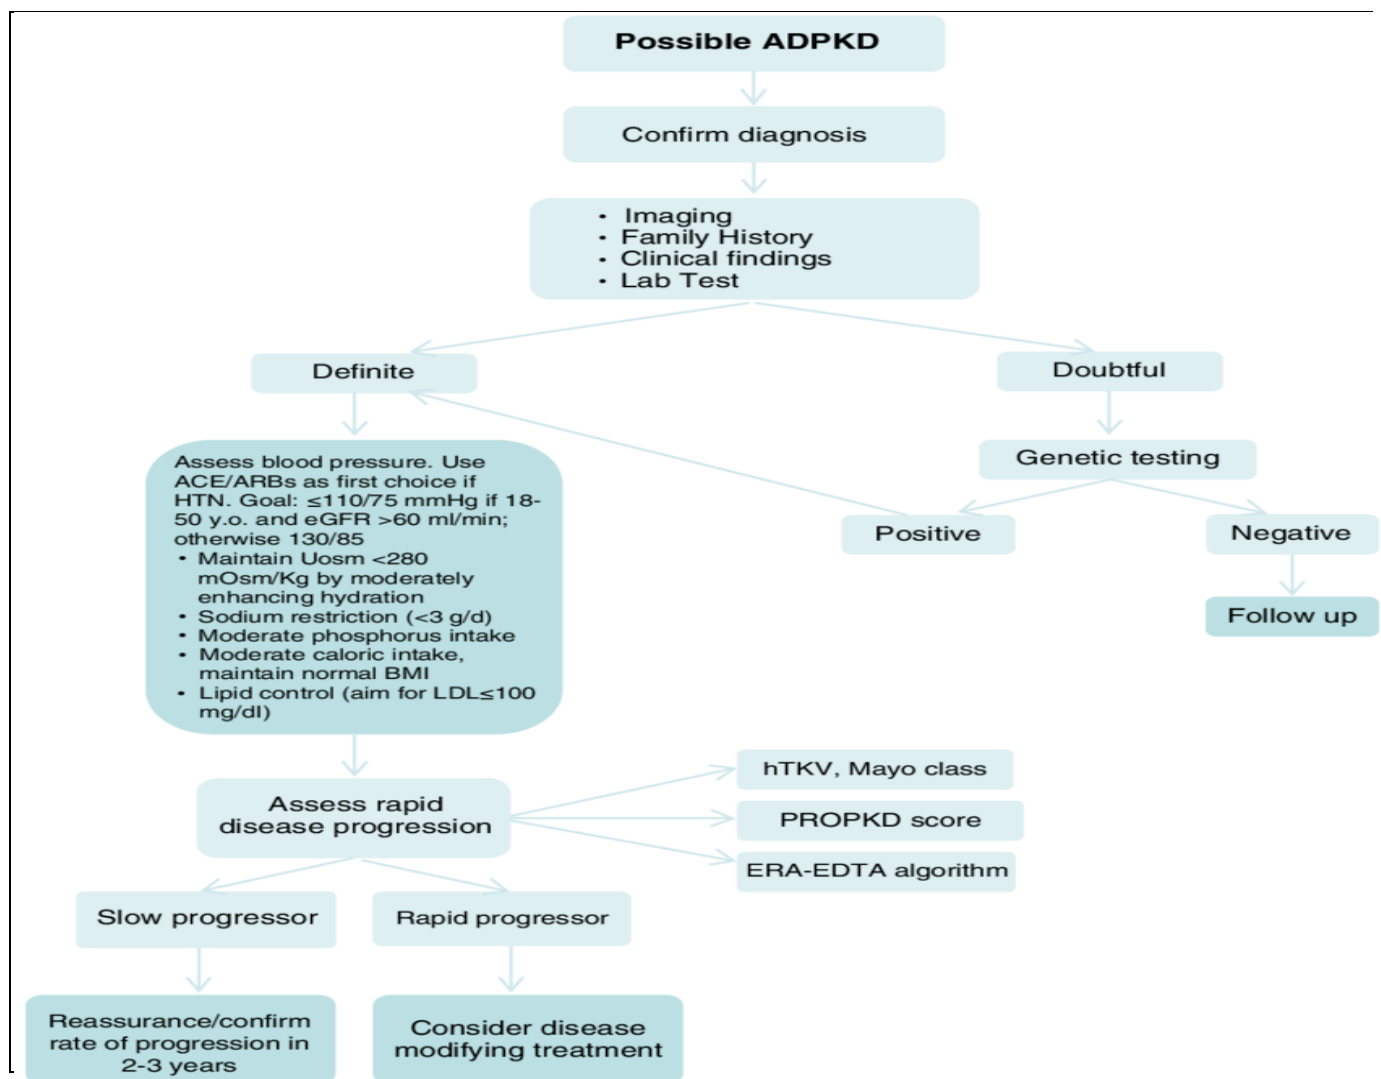 Possible ADPKD
Confirm diagnosis
• Imaging
• Family History
• Clinical findings
• Lab Test
Definite
Doubtful
Assess blood pressure. Use
ACE/ARBs as first choice if
HTN. Goal: ≤110/75 mmHg if 18-
50 y.o. and eGFR >60 ml/min;
otherwise 130/85
• Maintain Uosm <280
mOsm/Kg by moderately
enhancing hydration
• Sodium restriction (<3 g/d)
• Moderate phosphorus intake
• Moderate caloric intake,
maintain normal BMI
• Lipid control (aim for LDL≤100
mg/dl)
Genetic testing
Positive
Negative
Follow up
Assess rapid
disease progression
hTKV, Mayo class
PROPKD score
ERA-EDTA algorithm
Slow progressor
Rapid progressor
Reassurance/confirm
rate of progression in
2-3 years
Consider disease
modifying treatment